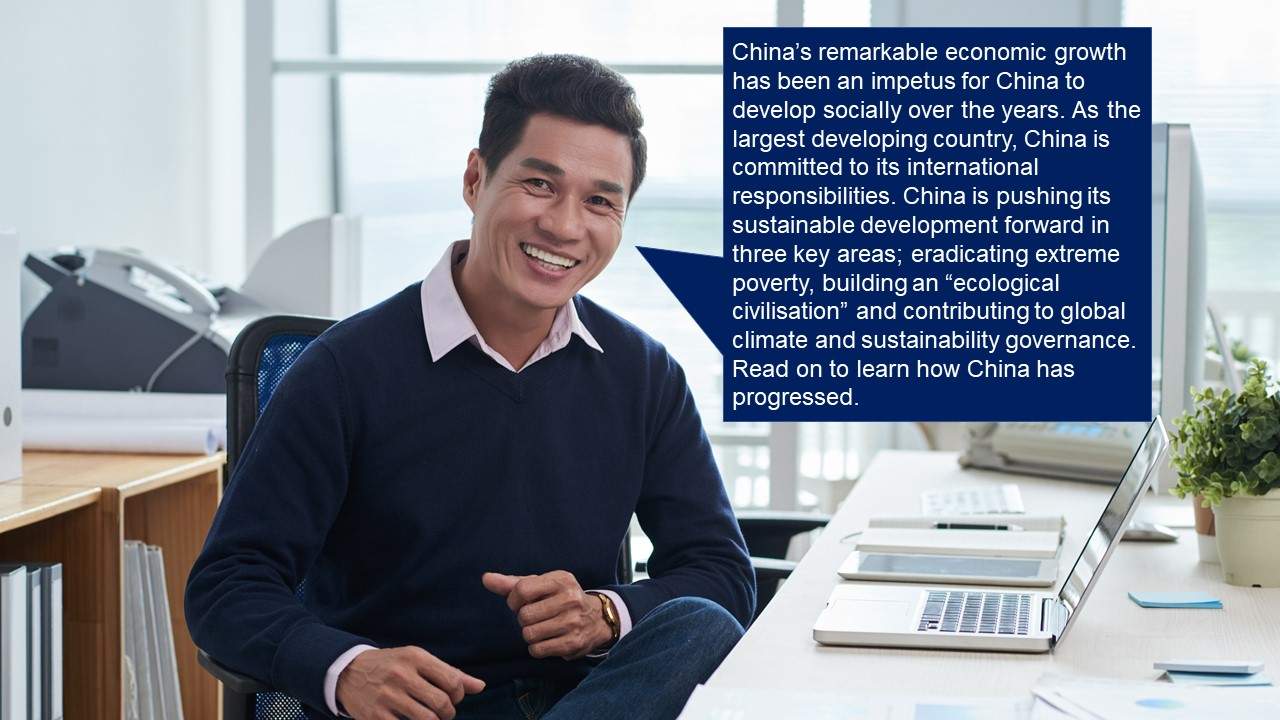 China’s remarkable economic growth
has been an impetus for China to
develop socially over the years. As the
largest developing country, China is
committed to its international
responsibilities. China is pushing its
sustainable development forward in
three key areas; eradicating extreme
poverty, building an “ecological
civilisation” and contributing to global
climate and sustainability governance.
Read on to learn how China has
progressed.